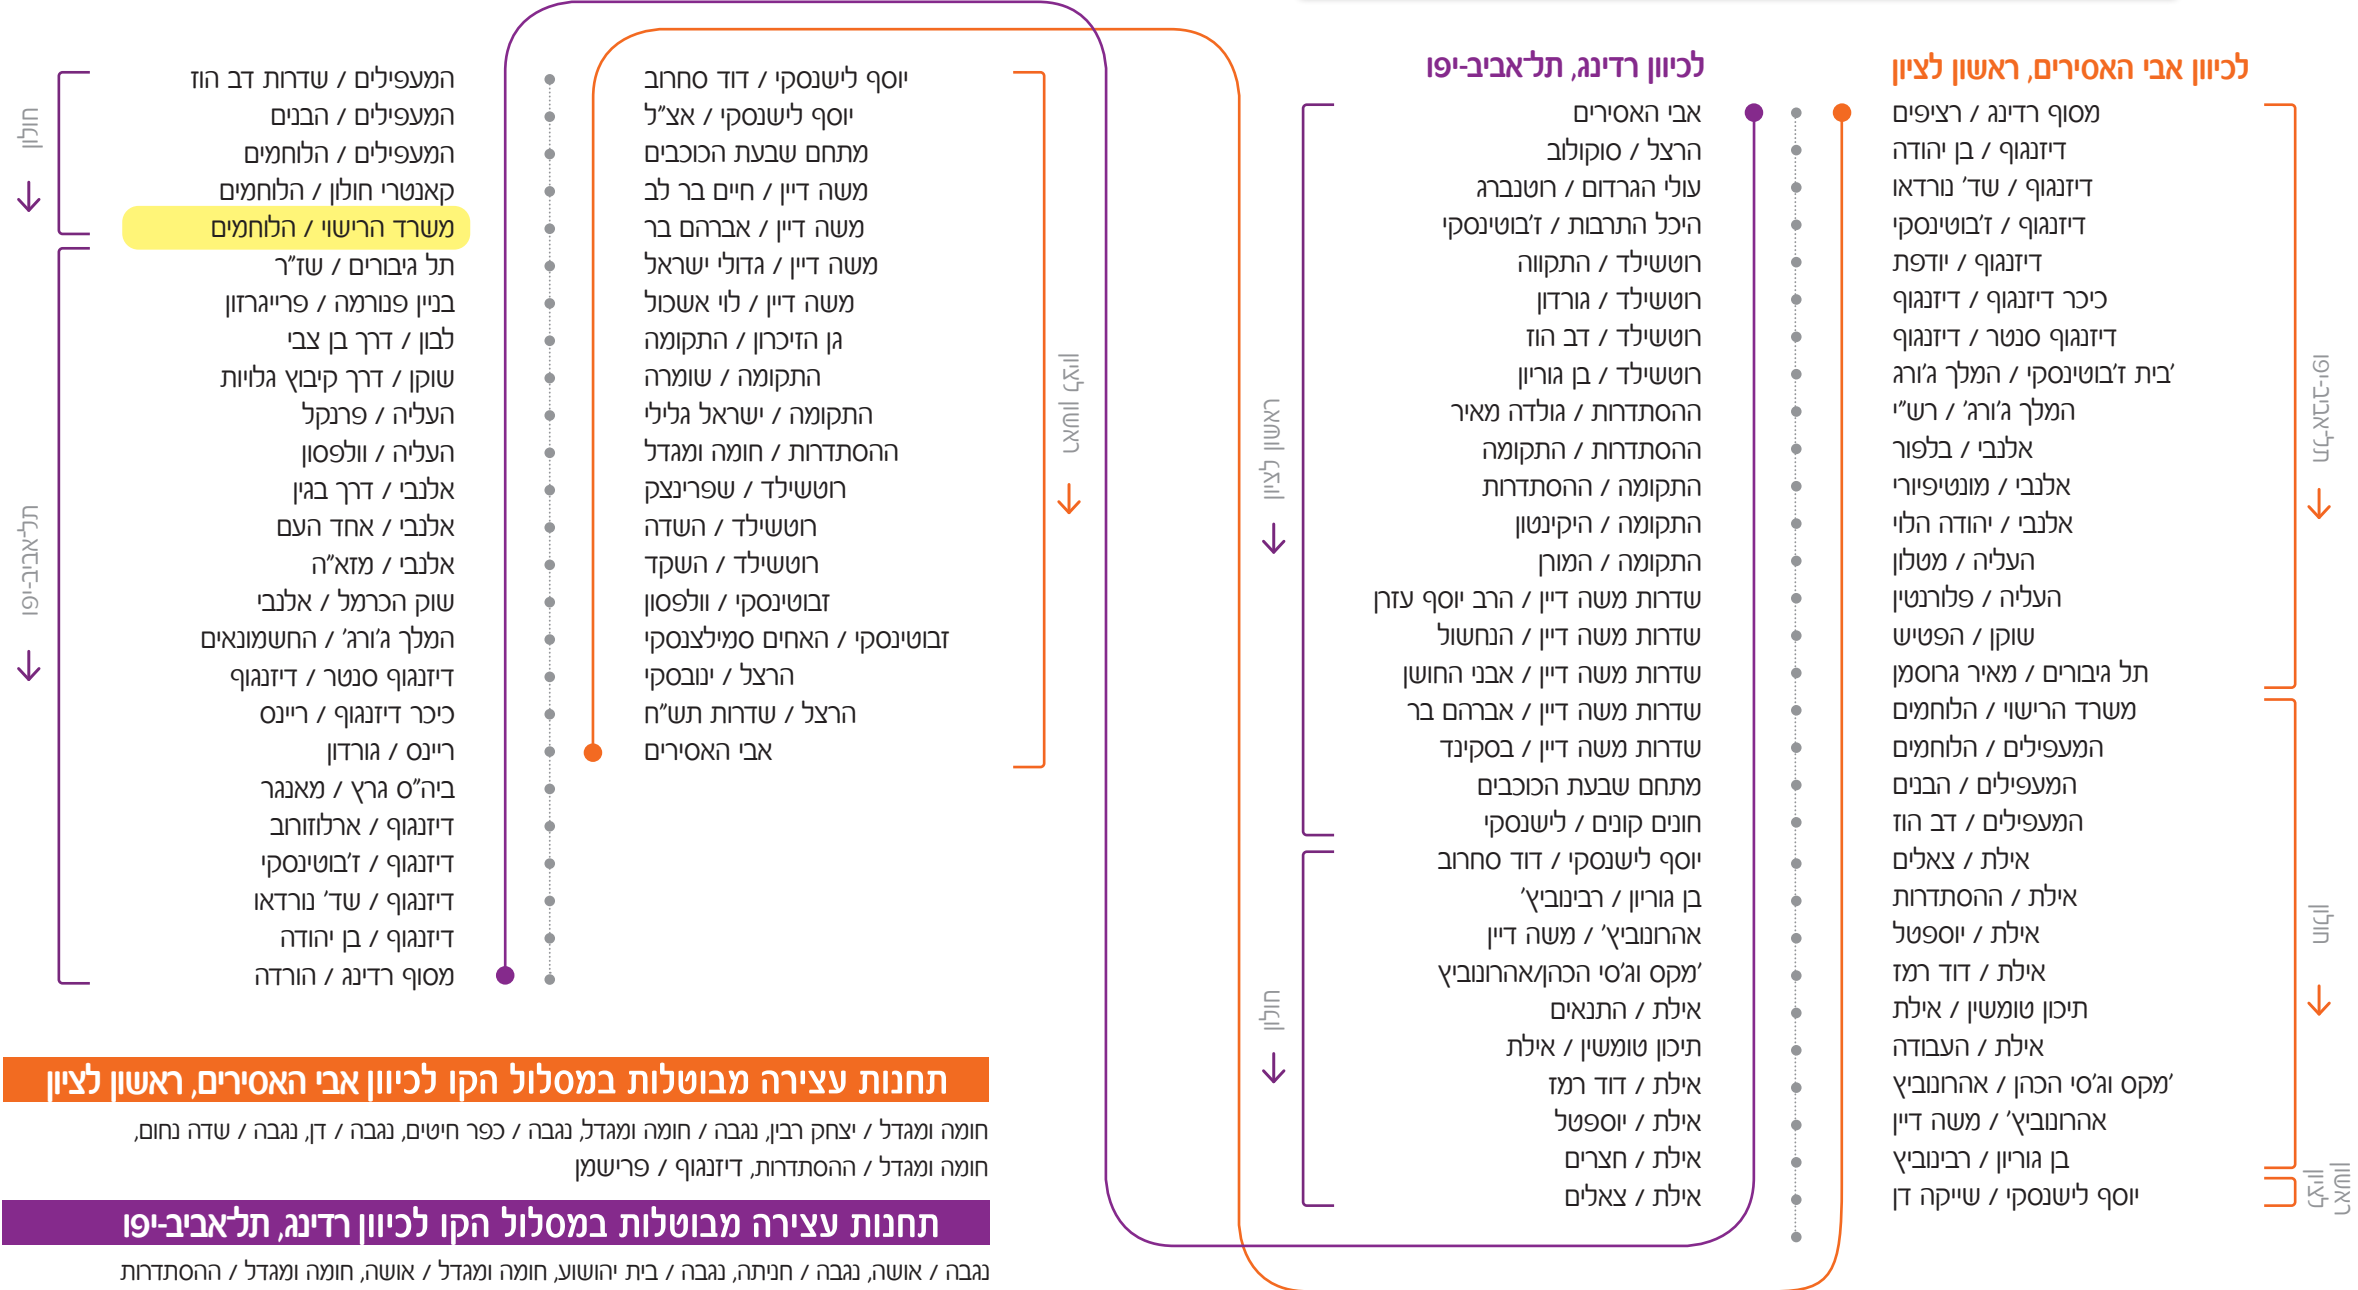 לכיוון אבי האסירים, ראשון לציון
תל-אביב-יפו
מסוף רדינג / רציפים
דיזנגוף / בן יהודה
דיזנגוף / שד' נורדאו
דיזנגוף / ז'בוטינסקי
דיזנגוף / יודפת
כיכר דיזנגוף / דיזנגוף
דיזנגוף סנטר / דיזנגוף
'בית ז'בוטינסקי / המלך ג'ורג
המלך ג'ורג' / רש"י
אלנבי / בלפור
אלנבי / מונטיפיורי
אלנבי / יהודה הלוי
העליה / מטלון
העליה / פלורנטין
שוקן / הפטיש
תל גיבורים / מאיר גרוסמן
חולון
משרד הרישוי / הלוחמים
המעפילים / הלוחמים
המעפילים / הבנים
המעפילים / דב הוז
אילת / צאלים
אילת / ההסתדרות
אילת / יוספטל
אילת / דוד רמז
תיכון טומשין / אילת
אילת / העבודה
'מקס וג'סי הכהן / אהרונוביץ
אהרונוביץ' / משה דיין
בן גוריון / רבינוביץ
ראשון
לציון
יוסף לישנסקי / שייקה דן
לכיוון רדינג, תל-אביב-יפו
ראשון לציון
אבי האסירים
הרצל / סוקולוב
עולי הגרדום / רוטנברג
היכל התרבות / ז'בוטינסקי
רוטשילד / התקווה
רוטשילד / גורדון
רוטשילד / דב הוז
רוטשילד / בן גוריון
ההסתדרות / גולדה מאיר
ההסתדרות / התקומה
התקומה / ההסתדרות
התקומה / היקינטון
התקומה / המורן
שדרות משה דיין / הרב יוסף עזרן
שדרות משה דיין / הנחשול
שדרות משה דיין / אבני החושן
שדרות משה דיין / אברהם בר
שדרות משה דיין / בסקינד
מתחם שבעת הכוכבים
חונים קונים / לישנסקי
חולון
יוסף לישנסקי / דוד סחרוב
בן גוריון / רבינוביץ'
אהרונוביץ' / משה דיין
'מקס וג'סי הכהן/אהרונוביץ
אילת / התנאים
תיכון טומשין / אילת
אילת / דוד רמז
אילת / יוספטל
אילת / חצרים
אילת / צאלים
ראשון לציון
יוסף לישנסקי / דוד סחרוב
יוסף לישנסקי / אצ"ל
מתחם שבעת הכוכבים
משה דיין / חיים בר לב
משה דיין / אברהם בר
משה דיין / גדולי ישראל
משה דיין / לוי אשכול
גן הזיכרון / התקומה
התקומה / שומרה
התקומה / ישראל גלילי
ההסתדרות / חומה ומגדל
רוטשילד / שפרינצק
רוטשילד / השדה
רוטשילד / השקד
זבוטינסקי / וולפסון
זבוטינסקי / האחים סמילצנסקי
הרצל / ינובסקי
הרצל / שדרות תש"ח
אבי האסירים
חולון
המעפילים / שדרות דב הוז
המעפילים / הבנים
המעפילים / הלוחמים
קאנטרי חולון / הלוחמים
משרד הרישוי / הלוחמים
תל-אביב-יפו
תל גיבורים / שז"ר
בניין פנורמה / פרייגרזון
לבון / דרך בן צבי
שוקן / דרך קיבוץ גלויות
העליה / פרנקל
העליה / וולפסון
אלנבי / דרך בגין
אלנבי / אחד העם
אלנבי / מזא"ה
שוק הכרמל / אלנבי
המלך ג'ורג' / החשמונאים
דיזנגוף סנטר / דיזנגוף
כיכר דיזנגוף / ריינס
ריינס / גורדון
ביה"ס גרץ / מאנגר
דיזנגוף / ארלוזורוב
דיזנגוף / ז'בוטינסקי
דיזנגוף / שד' נורדאו
דיזנגוף / בן יהודה
מסוף רדינג / הורדה
תחנות עצירה מבוטלות במסלול הקו לכיוון אבי האסירים, ראשון לציון
חומה ומגדל / יצחק רבין, נגבה / חומה ומגדל, נגבה / כפר חיטים, נגבה / דן, נגבה / שדה נחום,
חומה ומגדל / ההסתדרות, דיזנגוף / פרישמן
תחנות עצירה מבוטלות במסלול הקו לכיוון רדינג, תל-אביב-יפו
נגבה / אושה, נגבה / חניתה, נגבה / בית יהושוע, חומה ומגדל / אושה, חומה ומגדל / ההסתדרות